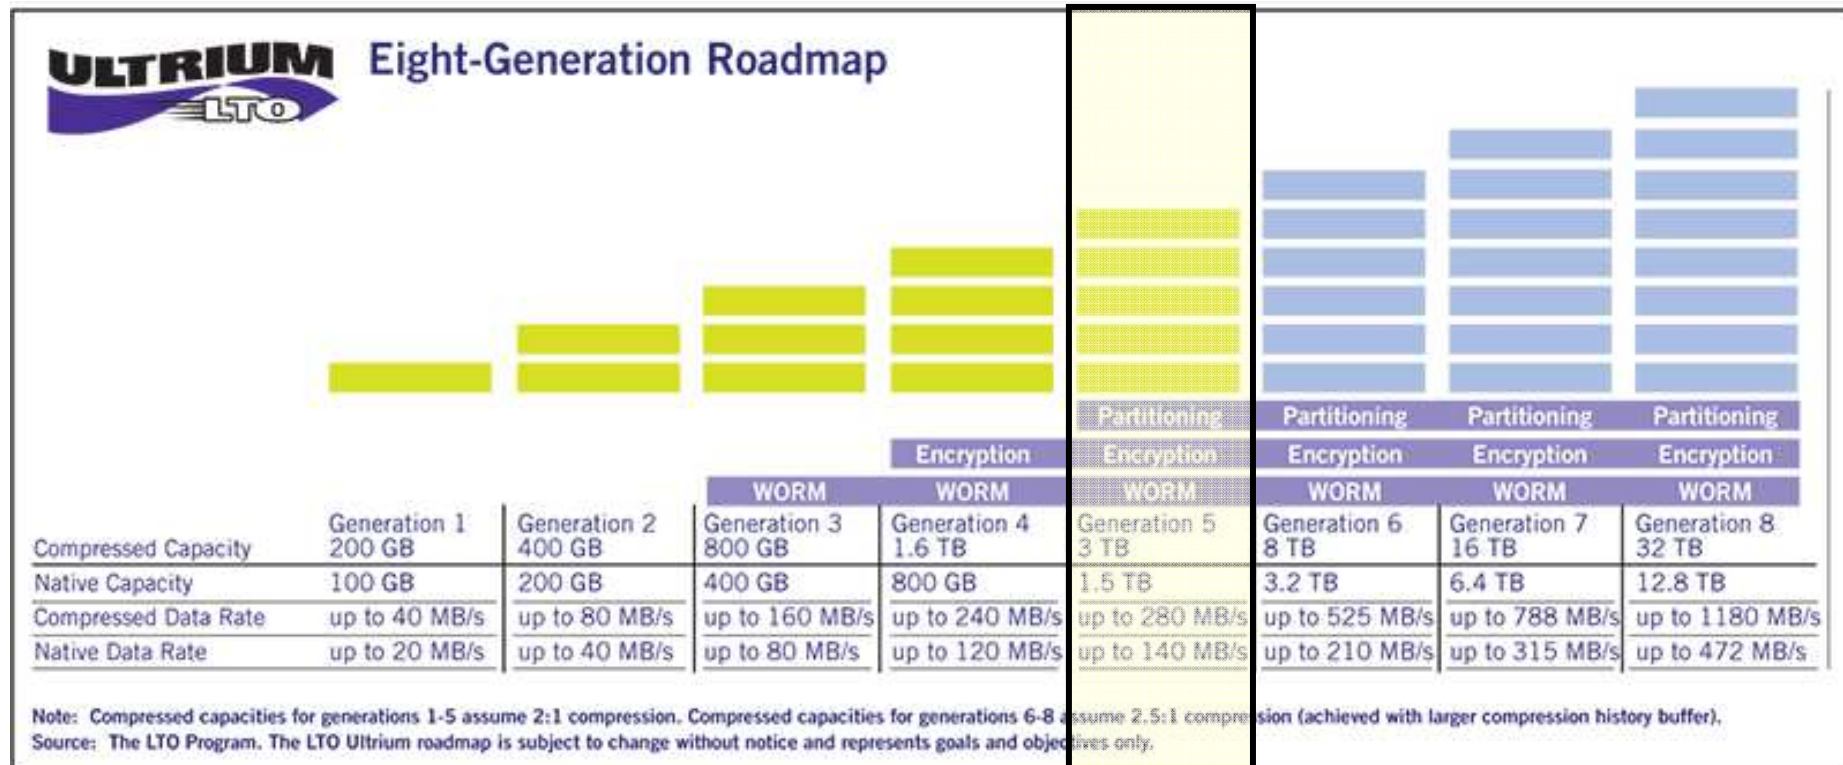 ULTRIUM
LTO
Eight-Generation Roadmap
Partitioning Partitioning Partitioning Partitioning
Encryption Encryption Encryption Encryption Encryption
WORM WORM WORM WORM WORM WORM
Generation 1 Generation 2 Generation 3 Generation 4 Generation 5 Generation 6 Generation 7 Generation 8
Compressed Capacity 200 GB 400 GB 800 GB 1.6 TB 3 TB 8 TB 16 TB 32 TB
Native Capacity 100 GB 200 GB 400 GB 800 GB 1.5 TB 3.2 TB 6.4 TB 12.8 TB
Compressed Data Rate up to 40 MB/s up to 80 MB/s up to 160 MB/s up to 240 MB/s up to 280 MB/s up to 525 MB/s up to 788 MB/s up to 1180 MB/s
Native Data Rate up to 20 MB/s up to 40 MB/s up to 80 MB/s up to 120 MB/s up to 140 MB/s up to 210 MB/s up to 315 MB/s up to 472 MB/s
Note: Compressed capacities for generations 1-5 assume 2:1 compression. Compressed capacities for generations 6-8 assume 2.5:1 compression (achieved with larger compression history buffer).
Source: The LTO Program. The LTO Ultrium roadmap is subject to change without notice and represents goals and objectives only.